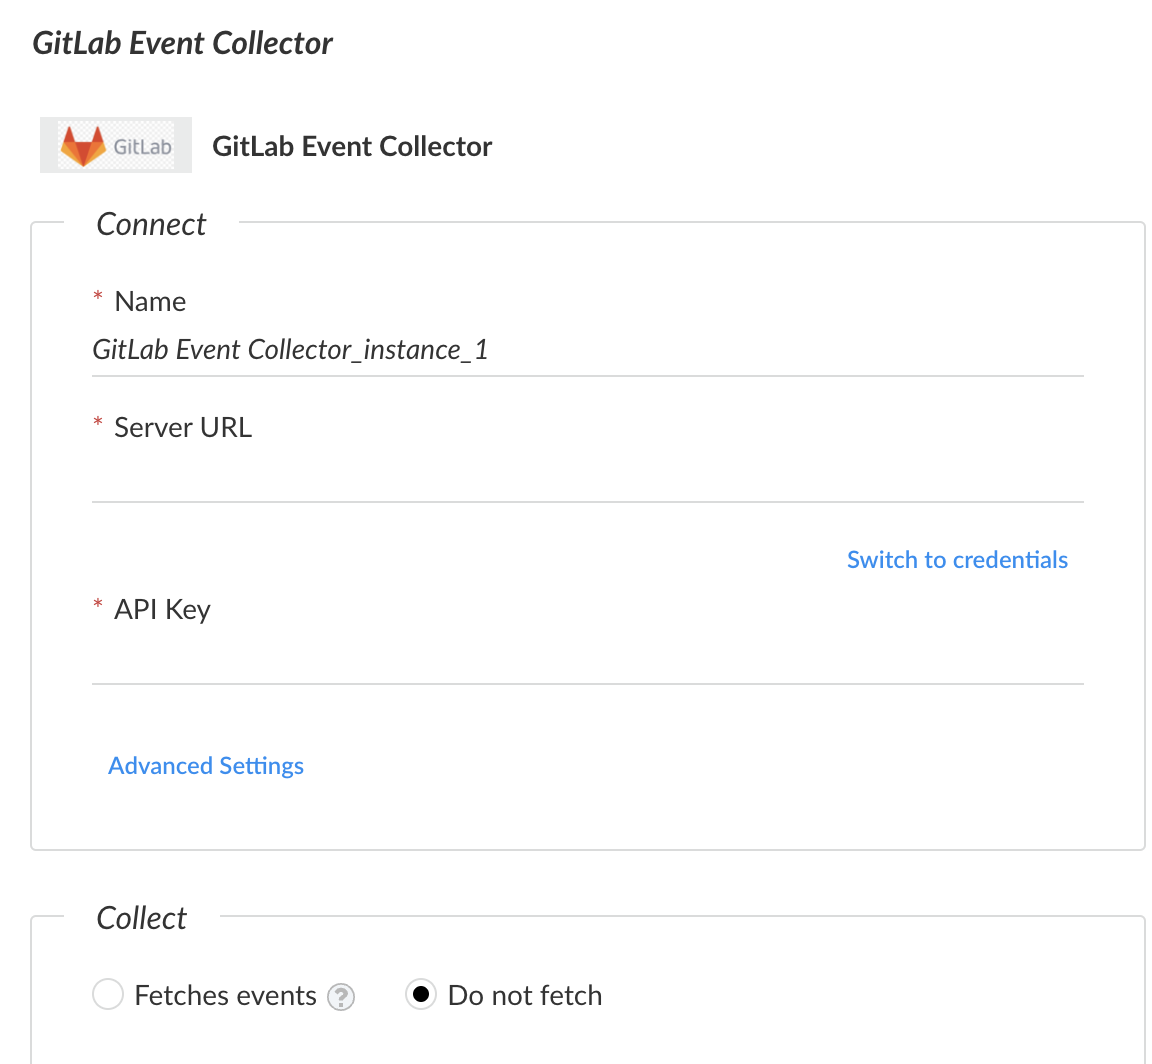 GitLab Event Collector
GitLab GitLab Event Collector
Connect
* Name
GitLab Event Collector_instance_1
* Server URL
Switch to credentials
* API Key
Advanced Settings
Collect
Fetches events ? Do not fetch